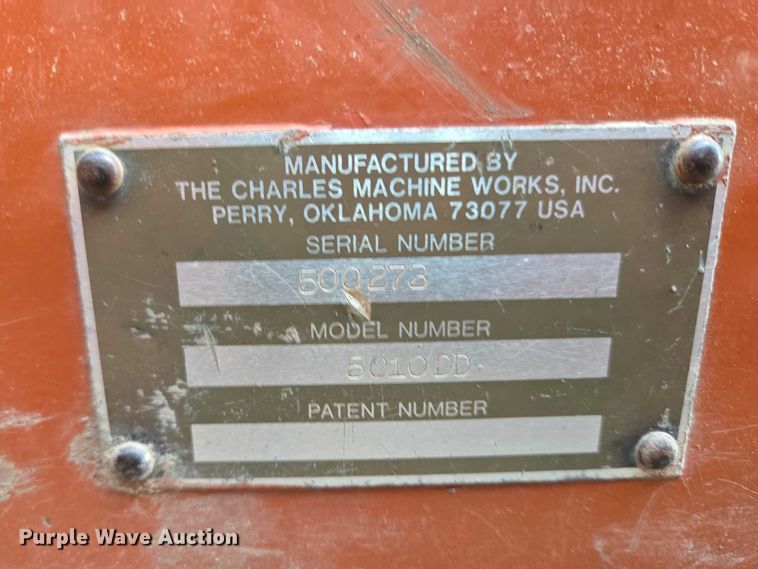 MANUFACTURED BY
THE CHARLES MACHINE WORKS, INC.
PERRY, OKLAHOMA 73077 USA
SERIAL NUMBER
500273
MODEL NUMBER
5010DD
PATENT NUMBER
Purple Wave Auction